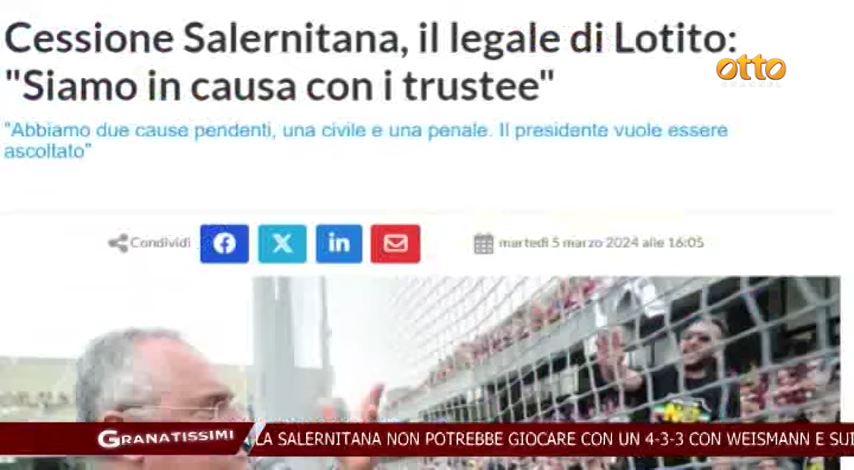 Cessione Salernitana, il legale di Lotito:
"Siamo in causa con i trustee"
otto
CHANNEL
"Abbiamo due cause pendenti, una civile e una penale. Il presidente vuole essere
ascoltato"
Condividi
martedì 5 marzo 2024 alle 16:05
GRANATISSIMI
LA SALERNITANA NON POTREBBE GIOCARE CON UN 4-3-3 CON WEISMANN E SUI